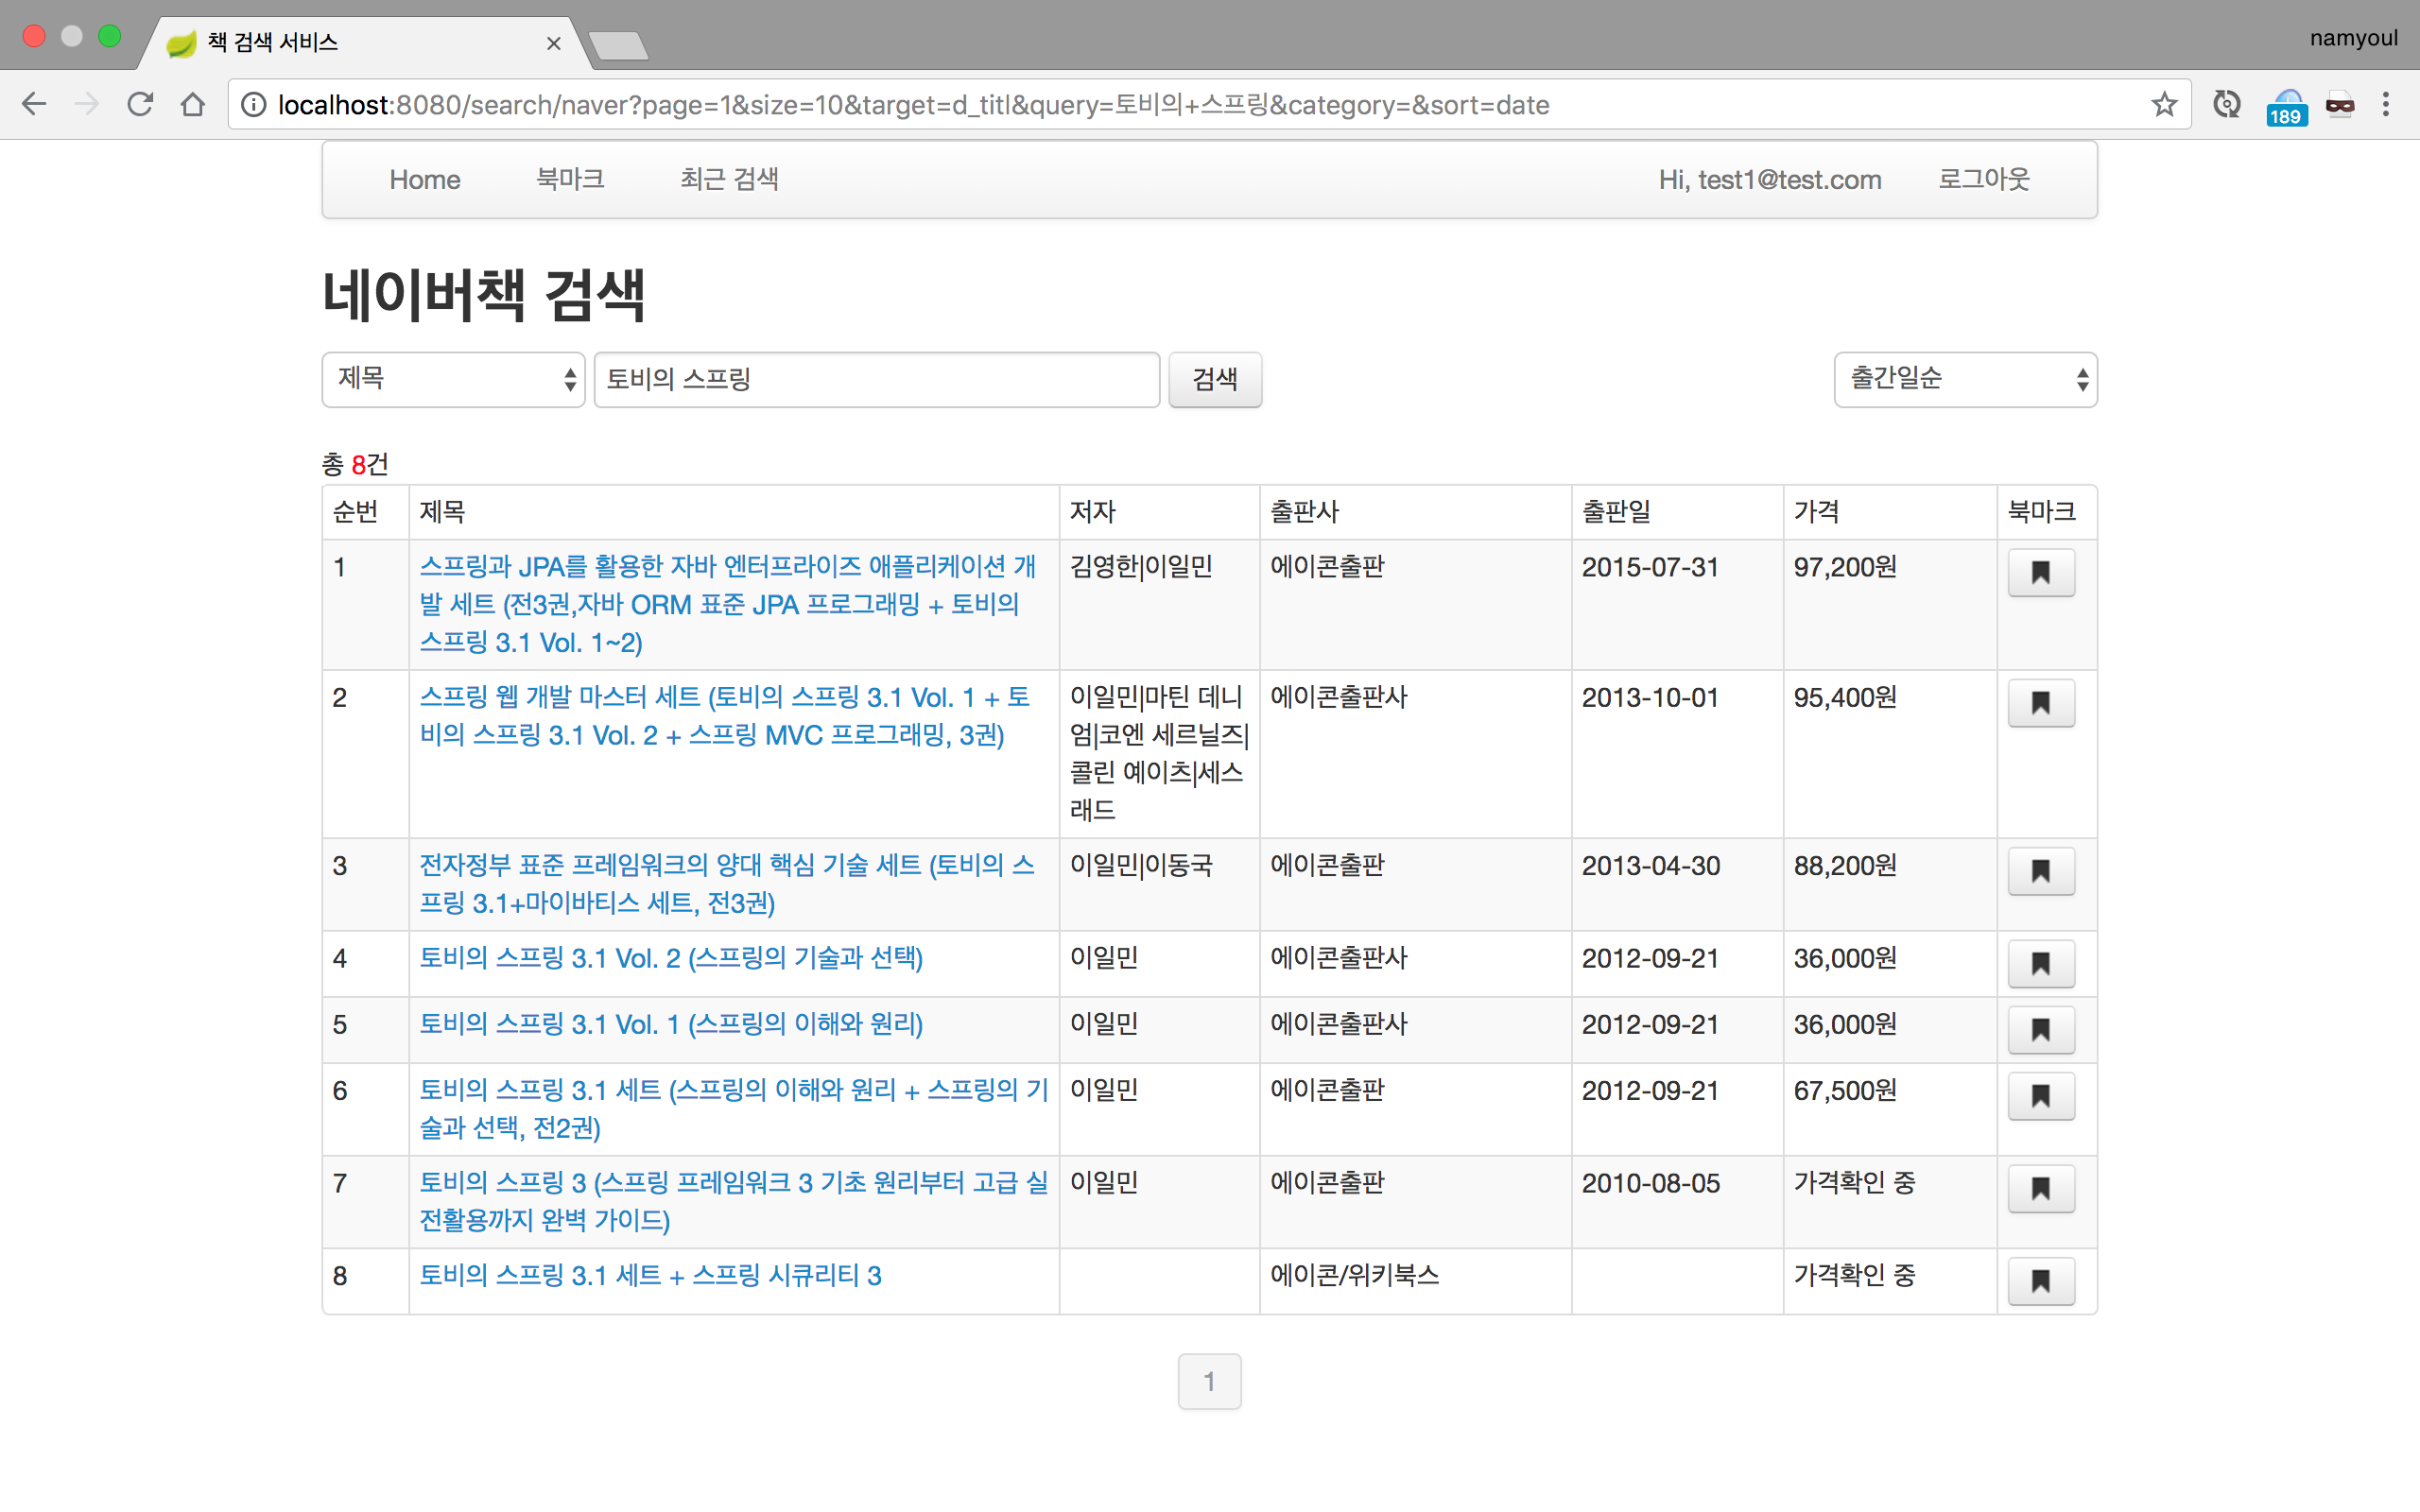 책 검색 서비스
namyoul
localhost:8080/search/naver?page=1&size=10&target=d_titl&query=토비의+스프링&category=&sort=date
189
Home 북마크 최근 검색 Hi, test1@test.com 로그아웃
네이버책 검색
제목 토비의 스프링 검색 출간일순
총 8건
순번 제목 저자 출판사 출판일 가격 북마크
1 스프링과 JPA를 활용한 자바 엔터프라이즈 애플리케이션 개 김영한|이일민 에이콘출판 2015-07-31 97,200원
발 세트 (전3권,자바 ORM 표준 JPA 프로그래밍 + 토비의
스프링 3.1 Vol. 1~2)
2 스프링 웹 개발 마스터 세트 (토비의 스프링 3.1 Vol. 1 + 토 이일민|마틴 데니 에이콘출판사 2013-10-01 95,400원
비의 스프링 3.1 Vol. 2 + 스프링 MVC 프로그래밍, 3권) 엄|코엔 세르닐즈|
콜린 예이츠|세스
래드
3 전자정부 표준 프레임워크의 양대 핵심 기술 세트 (토비의 스 이일민|이동국 에이콘출판 2013-04-30 88,200원
프링 3.1+마이바티스 세트, 전3권)
4 토비의 스프링 3.1 Vol. 2 (스프링의 기술과 선택) 이일민 에이콘출판사 2012-09-21 36,000원
5 토비의 스프링 3.1 Vol. 1 (스프링의 이해와 원리) 이일민 에이콘출판사 2012-09-21 36,000원
6 토비의 스프링 3.1 세트 (스프링의 이해와 원리 + 스프링의 기 이일민 에이콘출판 2012-09-21 67,500원
술과 선택, 전2권)
7 토비의 스프링 3 (스프링 프레임워크 3 기초 원리부터 고급 실 이일민 에이콘출판 2010-08-05 가격확인 중
전활용까지 완벽 가이드)
8 토비의 스프링 3.1 세트 + 스프링 시큐리티 3 에이콘/위키북스 가격확인 중
1